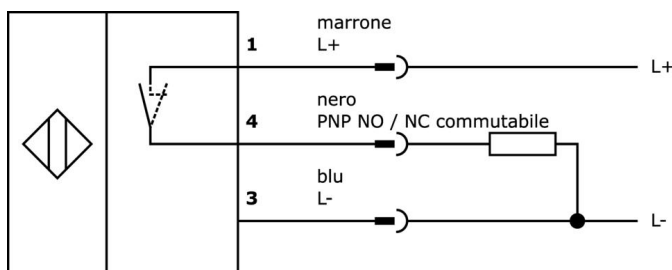 marrone
1 L+ L+
nero
4 PNP NO / NC commutabile
blu
3 L- L-